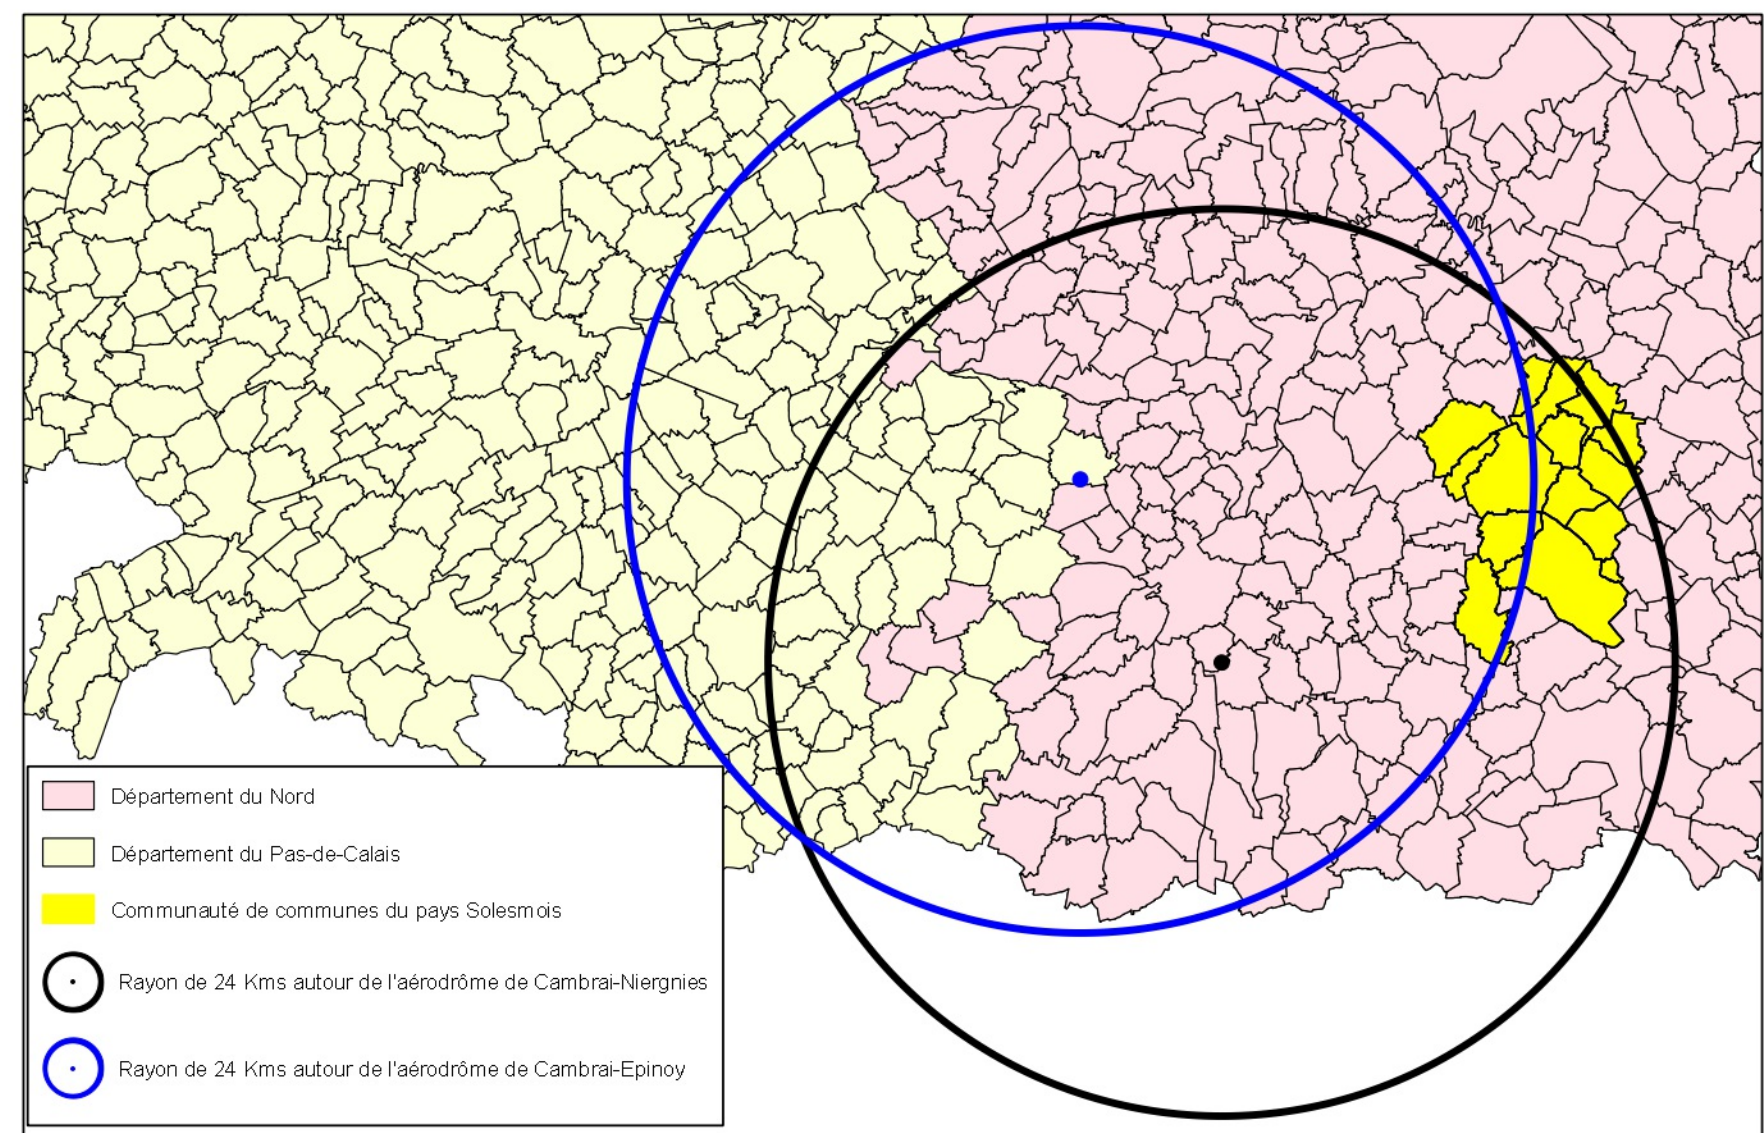 Département du Nord
Département du Pas-de-Calais
Communauté de communes du pays Solesmois
Rayon de 24 Kms autour de l'aérodrôme de Cambrai-Niergnies
Rayon de 24 Kms autour de l'aérodrôme de Cambrai-Epinoy